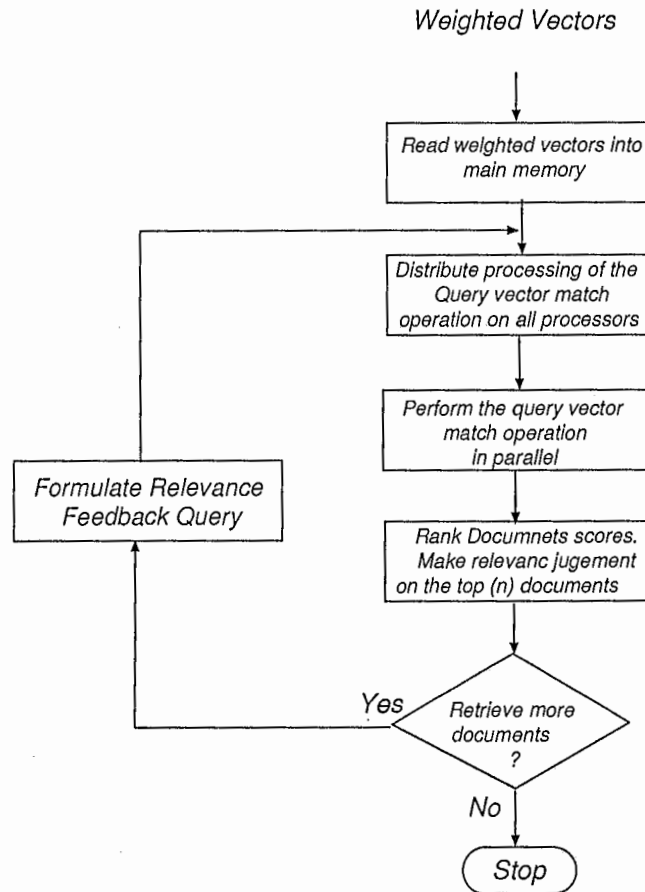 Weighted Vectors
Read weighted vectors into
main memory
Distribute processing of the
Query vector match
operation on all processors
Perform the query vector
match operation
in parallel
Formulate Relevance
Feedback Query
Rank Documnets scores.
Make relevanc jugement
on the top (n) documents
Yes
Retrieve more
documents
?
No
Stop